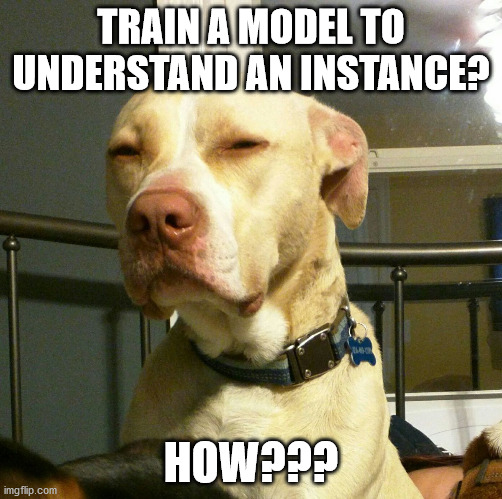 TRAIN A MODEL TO
UNDERSTAND AN INSTANCE?
HOW???
imgflip.com